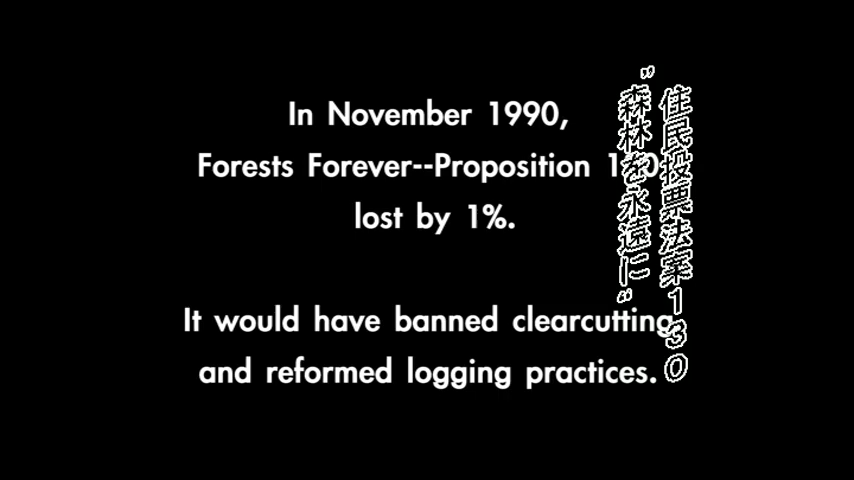 In November 1990,
Forests Forever--Proposition 130
lost by 1%.
It would have banned clearcutting
and reformed logging practices.
住民投票法案130
”森林を永遠に“